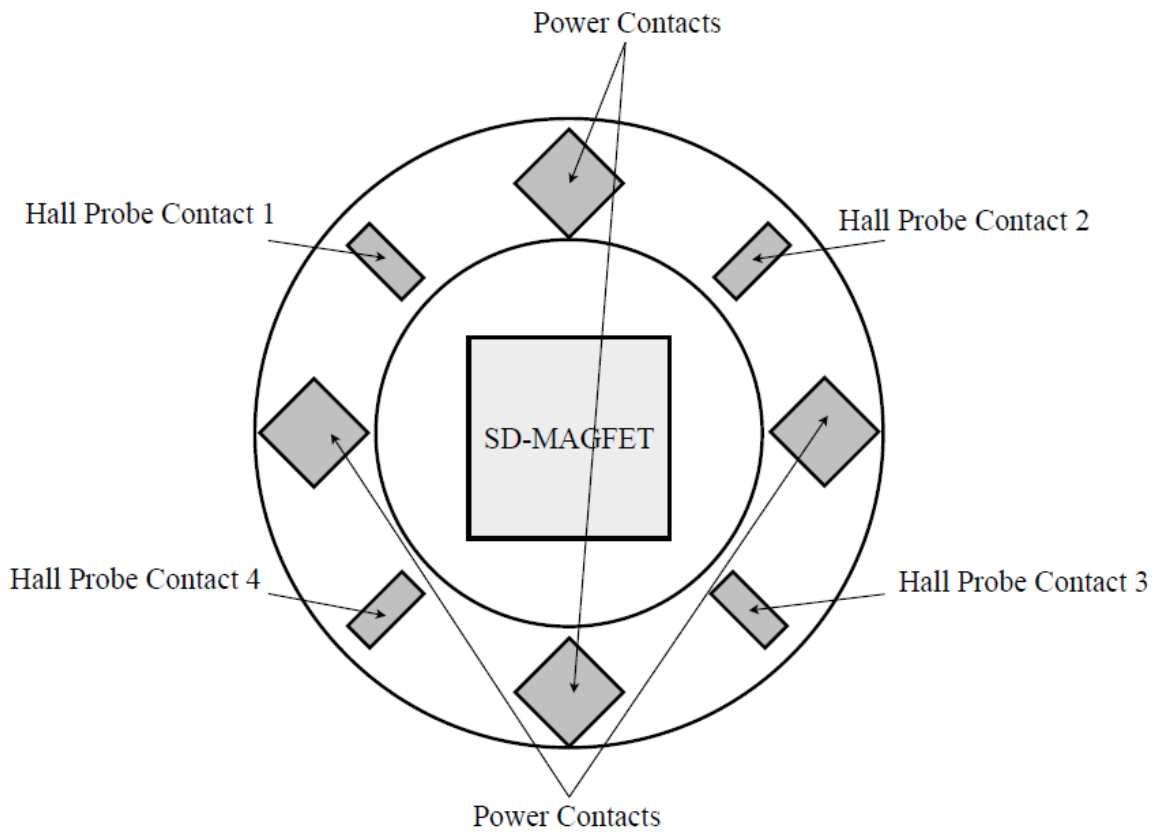 Power Contacts
Hall Probe Contact 1
Hall Probe Contact 2
SD-MAGFET
Hall Probe Contact 4
Hall Probe Contact 3
Power Contacts